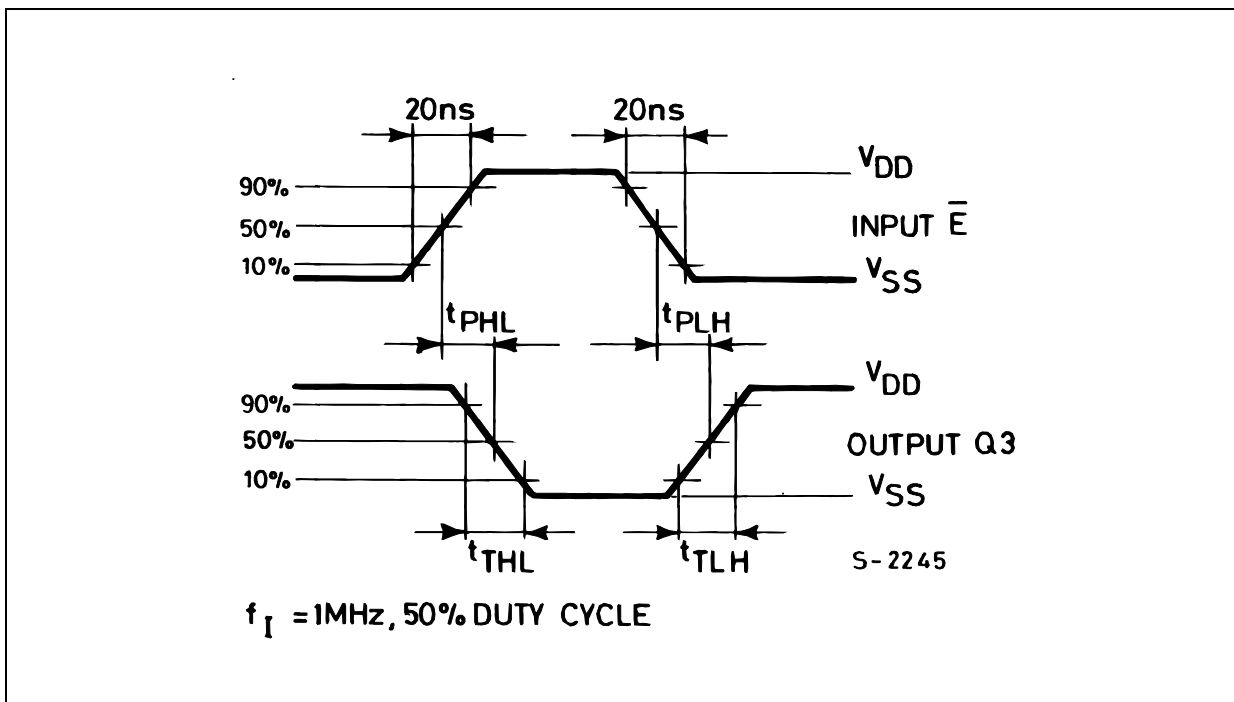 20ns 20ns
V_DD
90%
50% INPUT E̅
10% V_SS
t_PHL t_PLH
V_DD
90%
50% OUTPUT Q3
10% V_SS
t_THL t_TLH S-2245
f_I = 1MHz, 50% DUTY CYCLE